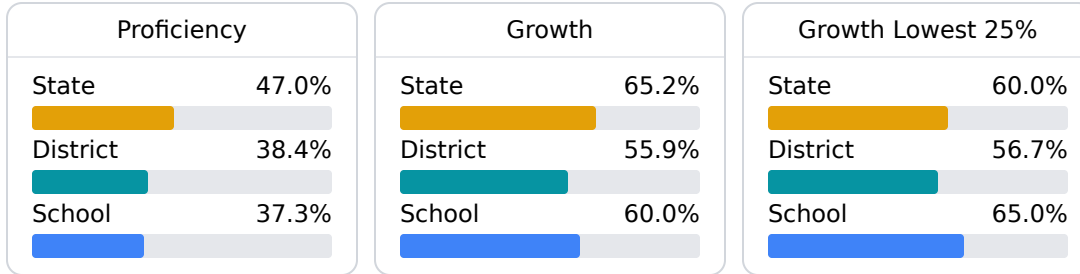 Proficiency
State 47.0%
District 38.4%
School 37.3%
Growth
State 65.2%
District 55.9%
School 60.0%
Growth Lowest 25%
State 60.0%
District 56.7%
School 65.0%